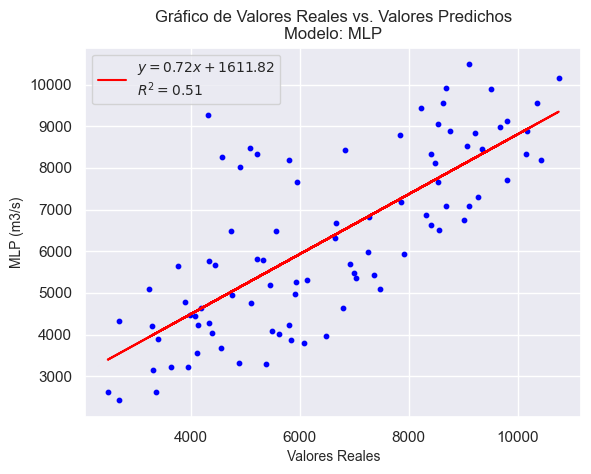 Gráfico de Valores Reales vs. Valores Predichos
Modelo: MLP
y = 0.72x + 1611.82
R² = 0.51
MLP (m3/s)
10000
9000
8000
7000
6000
5000
4000
3000
4000 6000 8000 10000
Valores Reales